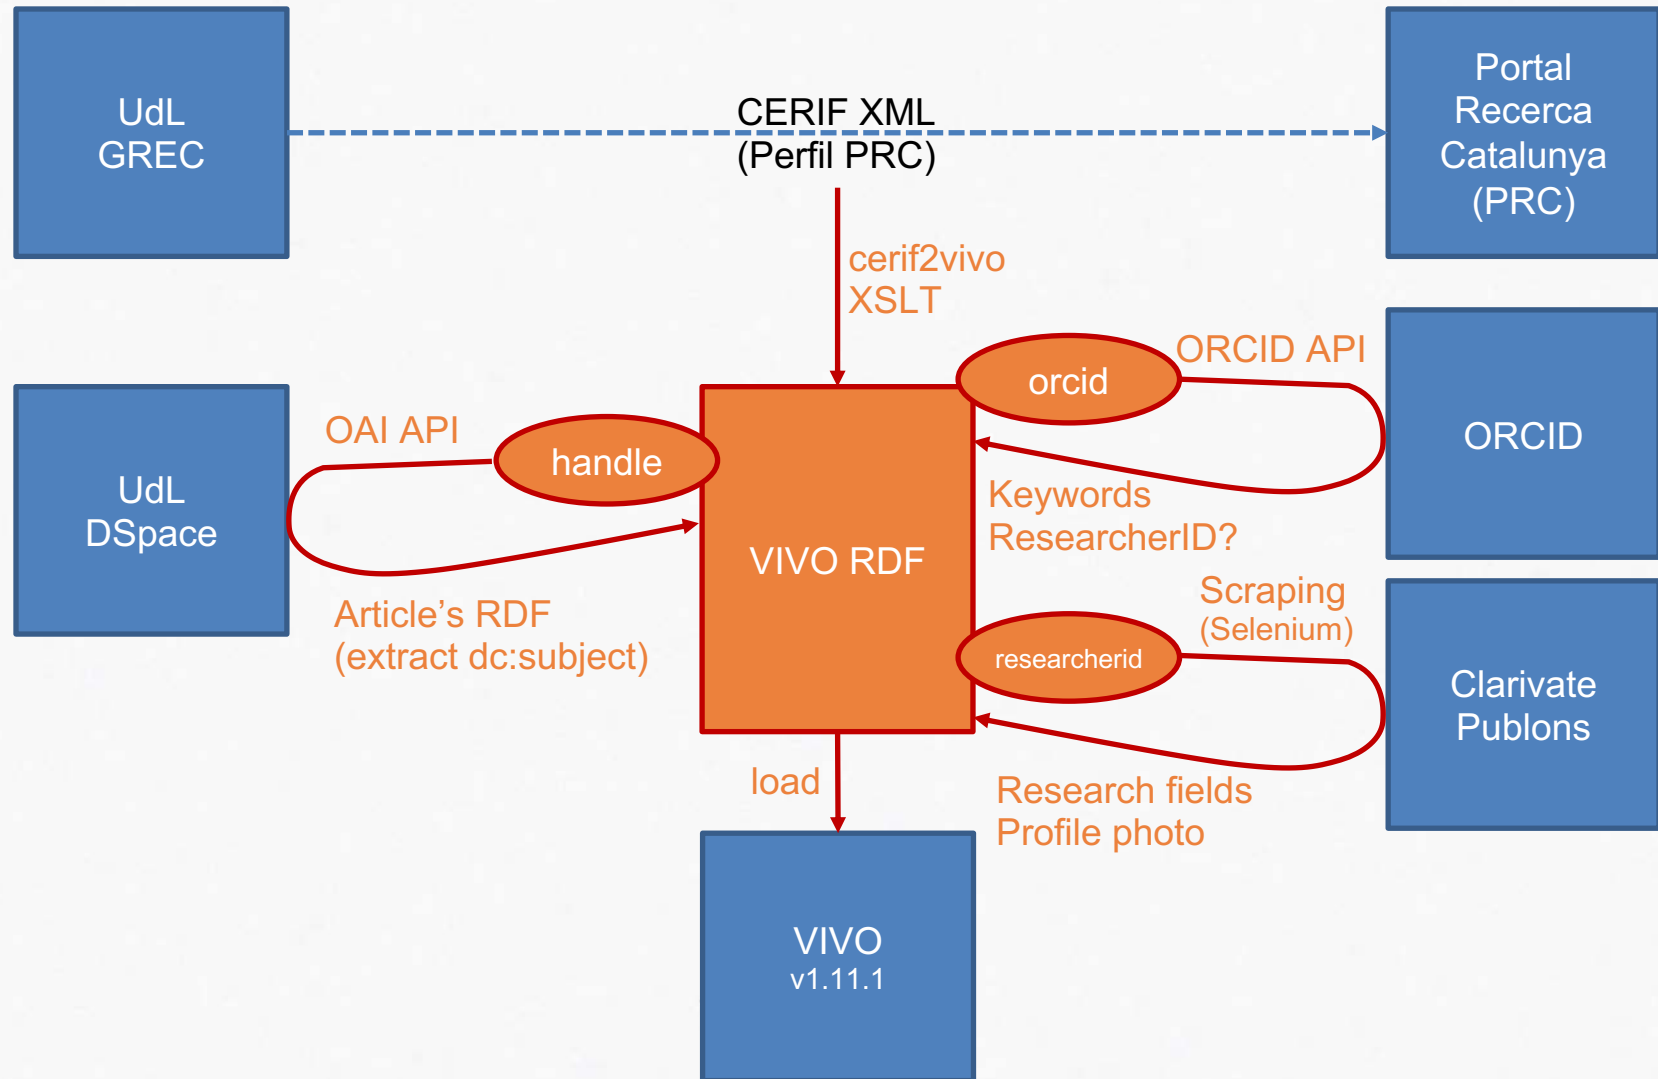 UdL
GREC
CERIF XML
(Perfil PRC)
Portal
Recerca
Catalunya
(PRC)
cerif2vivo
XSLT
UdL
DSpace
OAI API
handle
Article’s RDF
(extract dc:subject)
VIVO RDF
orcid
ORCID API
Keywords
ResearcherID?
ORCID
researcherid
Scraping
(Selenium)
Research fields
Profile photo
Clarivate
Publons
load
VIVO
v1.11.1